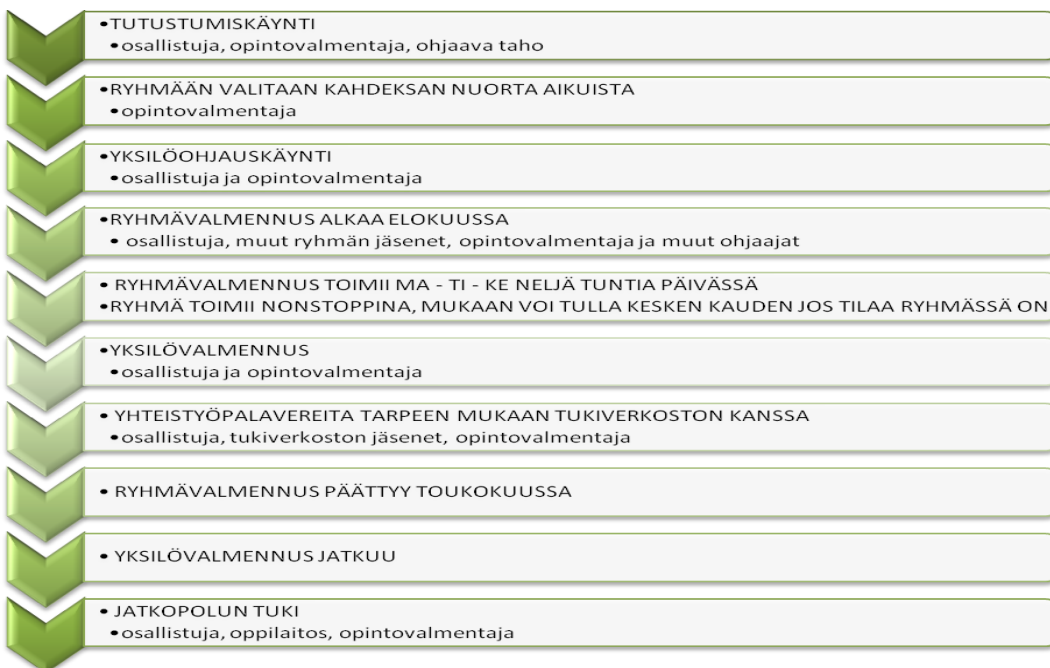 •TUTUSTUMISKÄYNTI
•osallistuja, opintovalmentaja, ohjaava taho
•RYHMÄÄN VALITAAN KAHDEKSAN NUORTA AIKUISTA
•opintovalmentaja
•YKSILÖOHJAUSKÄYNTI
•osallistuja ja opintovalmentaja
•RYHMÄVALMENNUS ALKAA ELOKUUSSA
• osallistuja, muut ryhmän jäsenet, opintovalmentaja ja muut ohjaajat
• RYHMÄVALMENNUS TOIMII MA - TI - KE NELJÄ TUNTIA PÄIVÄSSÄ
•RYHMÄ TOIMII NONSTOPPINA, MUKAAN VOI TULLA KESKEN KAUDEN JOS TILAA RYHMÄSSÄ ON
•YKSILÖVALMENNUS
•osallistuja ja opintovalmentaja
• YHTEISTYÖPALAVEREITA TARPEEN MUKAAN TUKIVERKOSTON KANSSA
•osallistuja, tukiverkoston jäsenet, opintovalmentaja
• RYHMÄVALMENNUS PÄÄTTYY TOUKOKUUSSA
• YKSILÖVALMENNUS JATKUU
• JATKOPOLUN TUKI
•osallistuja, oppilaitos, opintovalmentaja